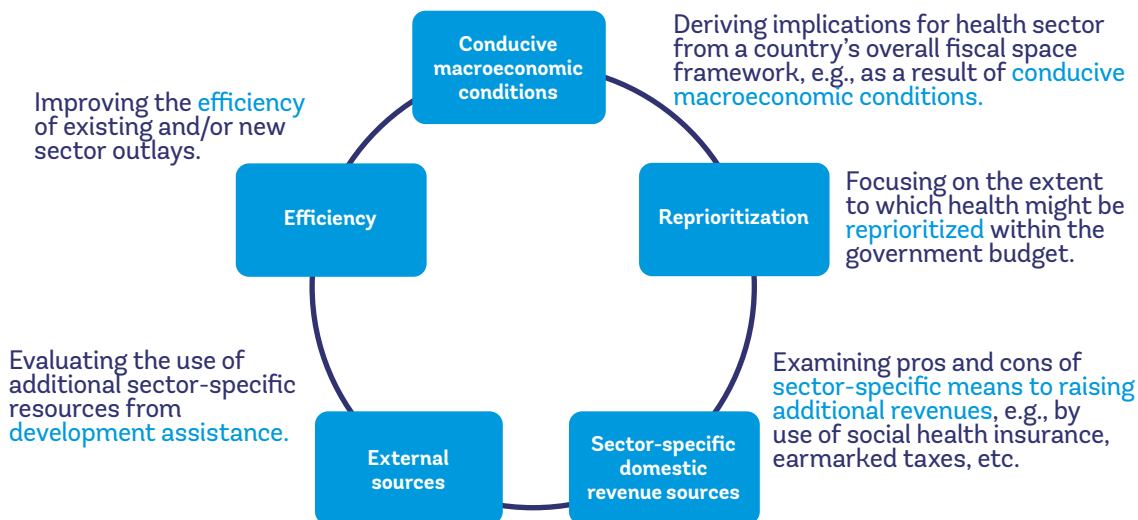 Conducive
macroeconomic
conditions
Deriving implications for health sector
from a country’s overall fiscal space
framework, e.g., as a result of conducive
macroeconomic conditions.
Reprioritization
Focusing on the extent
to which health might be
reprioritized within the
government budget.
Sector-specific
domestic
revenue sources
Examining pros and cons of
sector-specific means to raising
additional revenues, e.g., by
use of social health insurance,
earmarked taxes, etc.
External
sources
Evaluating the use of
additional sector-specific
resources from
development assistance.
Efficiency
Improving the efficiency
of existing and/or new
sector outlays.